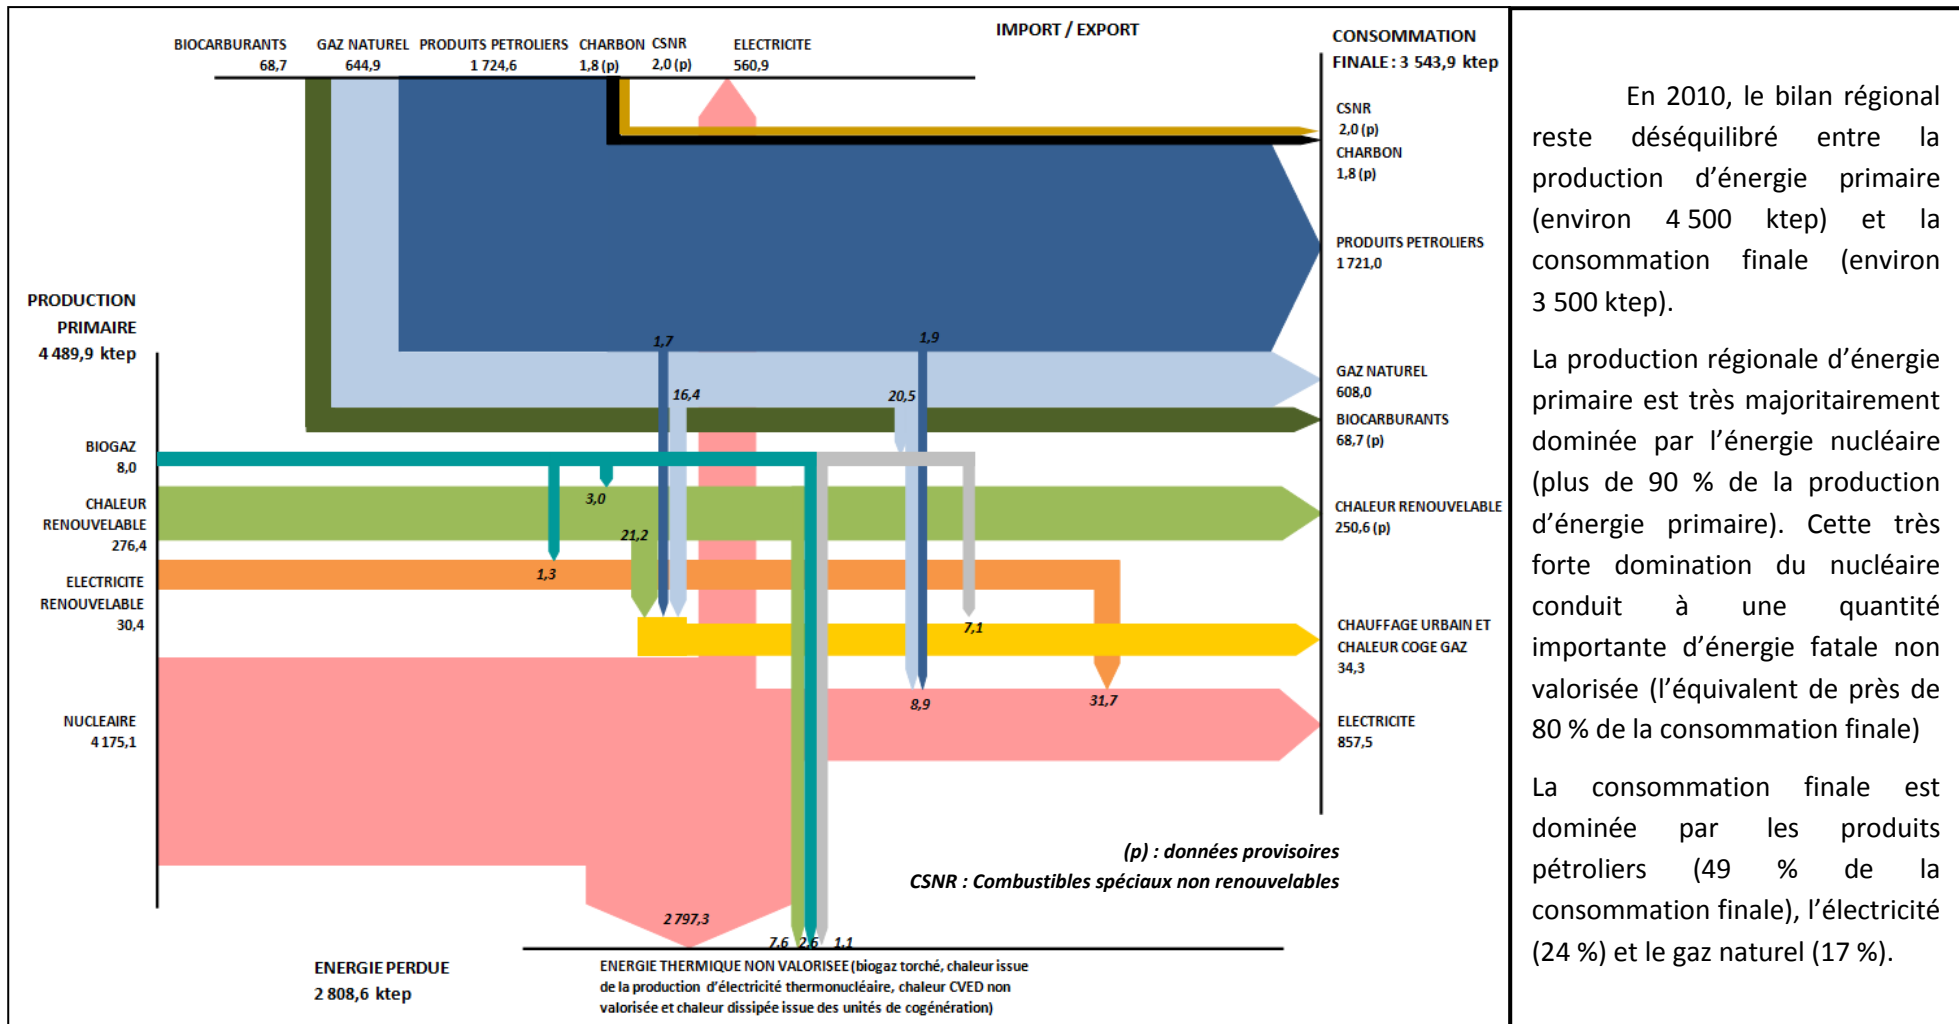 IMPORT / EXPORT
BIOCARBURANTS
68,7
GAZ NATUREL
644,9
PRODUITS PETROLIERS
1 724,6
CHARBON
1,8 (p)
CSNR
2,0 (p)
ELECTRICITE
560,9
CONSOMMATION
FINALE : 3 543,9 ktep
CSNR
2,0 (p)
CHARBON
1,8 (p)
PRODUITS PETROLIERS
1 721,0
GAZ NATUREL
608,0
BIOCARBURANTS
68,7 (p)
CHALEUR RENOUVELABLE
250,6 (p)
CHAUFFAGE URBAIN ET
CHALEUR COGE GAZ
34,3
ELECTRICITE
857,5
PRODUCTION
PRIMAIRE
4 489,9 ktep
BIOGAZ
8,0
CHALEUR
RENOUVELABLE
276,4
ELECTRICITE
RENOUVELABLE
30,4
NUCLEAIRE
4 175,1
1,7
1,9
16,4
20,5
3,0
21,2
1,3
7,1
8,9
31,7
2 797,3
7,6
2,6
1,1
(p) : données provisoires
CSNR : Combustibles spéciaux non renouvelables
ENERGIE PERDUE
2 808,6 ktep
ENERGIE THERMIQUE NON VALORISEE (biogaz torché, chaleur issue
de la production d'électricité thermonucléaire, chaleur CVED non
valorisée et chaleur dissipée issue des unités de cogénération)
En 2010, le bilan régional
reste déséquilibré entre la
production d'énergie primaire
(environ 4 500 ktep) et la
consommation finale (environ
3 500 ktep).
La production régionale d'énergie
primaire est très majoritairement
dominée par l'énergie nucléaire
(plus de 90 % de la production
d'énergie primaire). Cette très
forte domination du nucléaire
conduit à une quantité
importante d'énergie fatale non
valorisée (l'équivalent de près de
80 % de la consommation finale)
La consommation finale est
dominée par les produits
pétroliers (49 % de la
consommation finale), l'électricité
(24 %) et le gaz naturel (17 %).